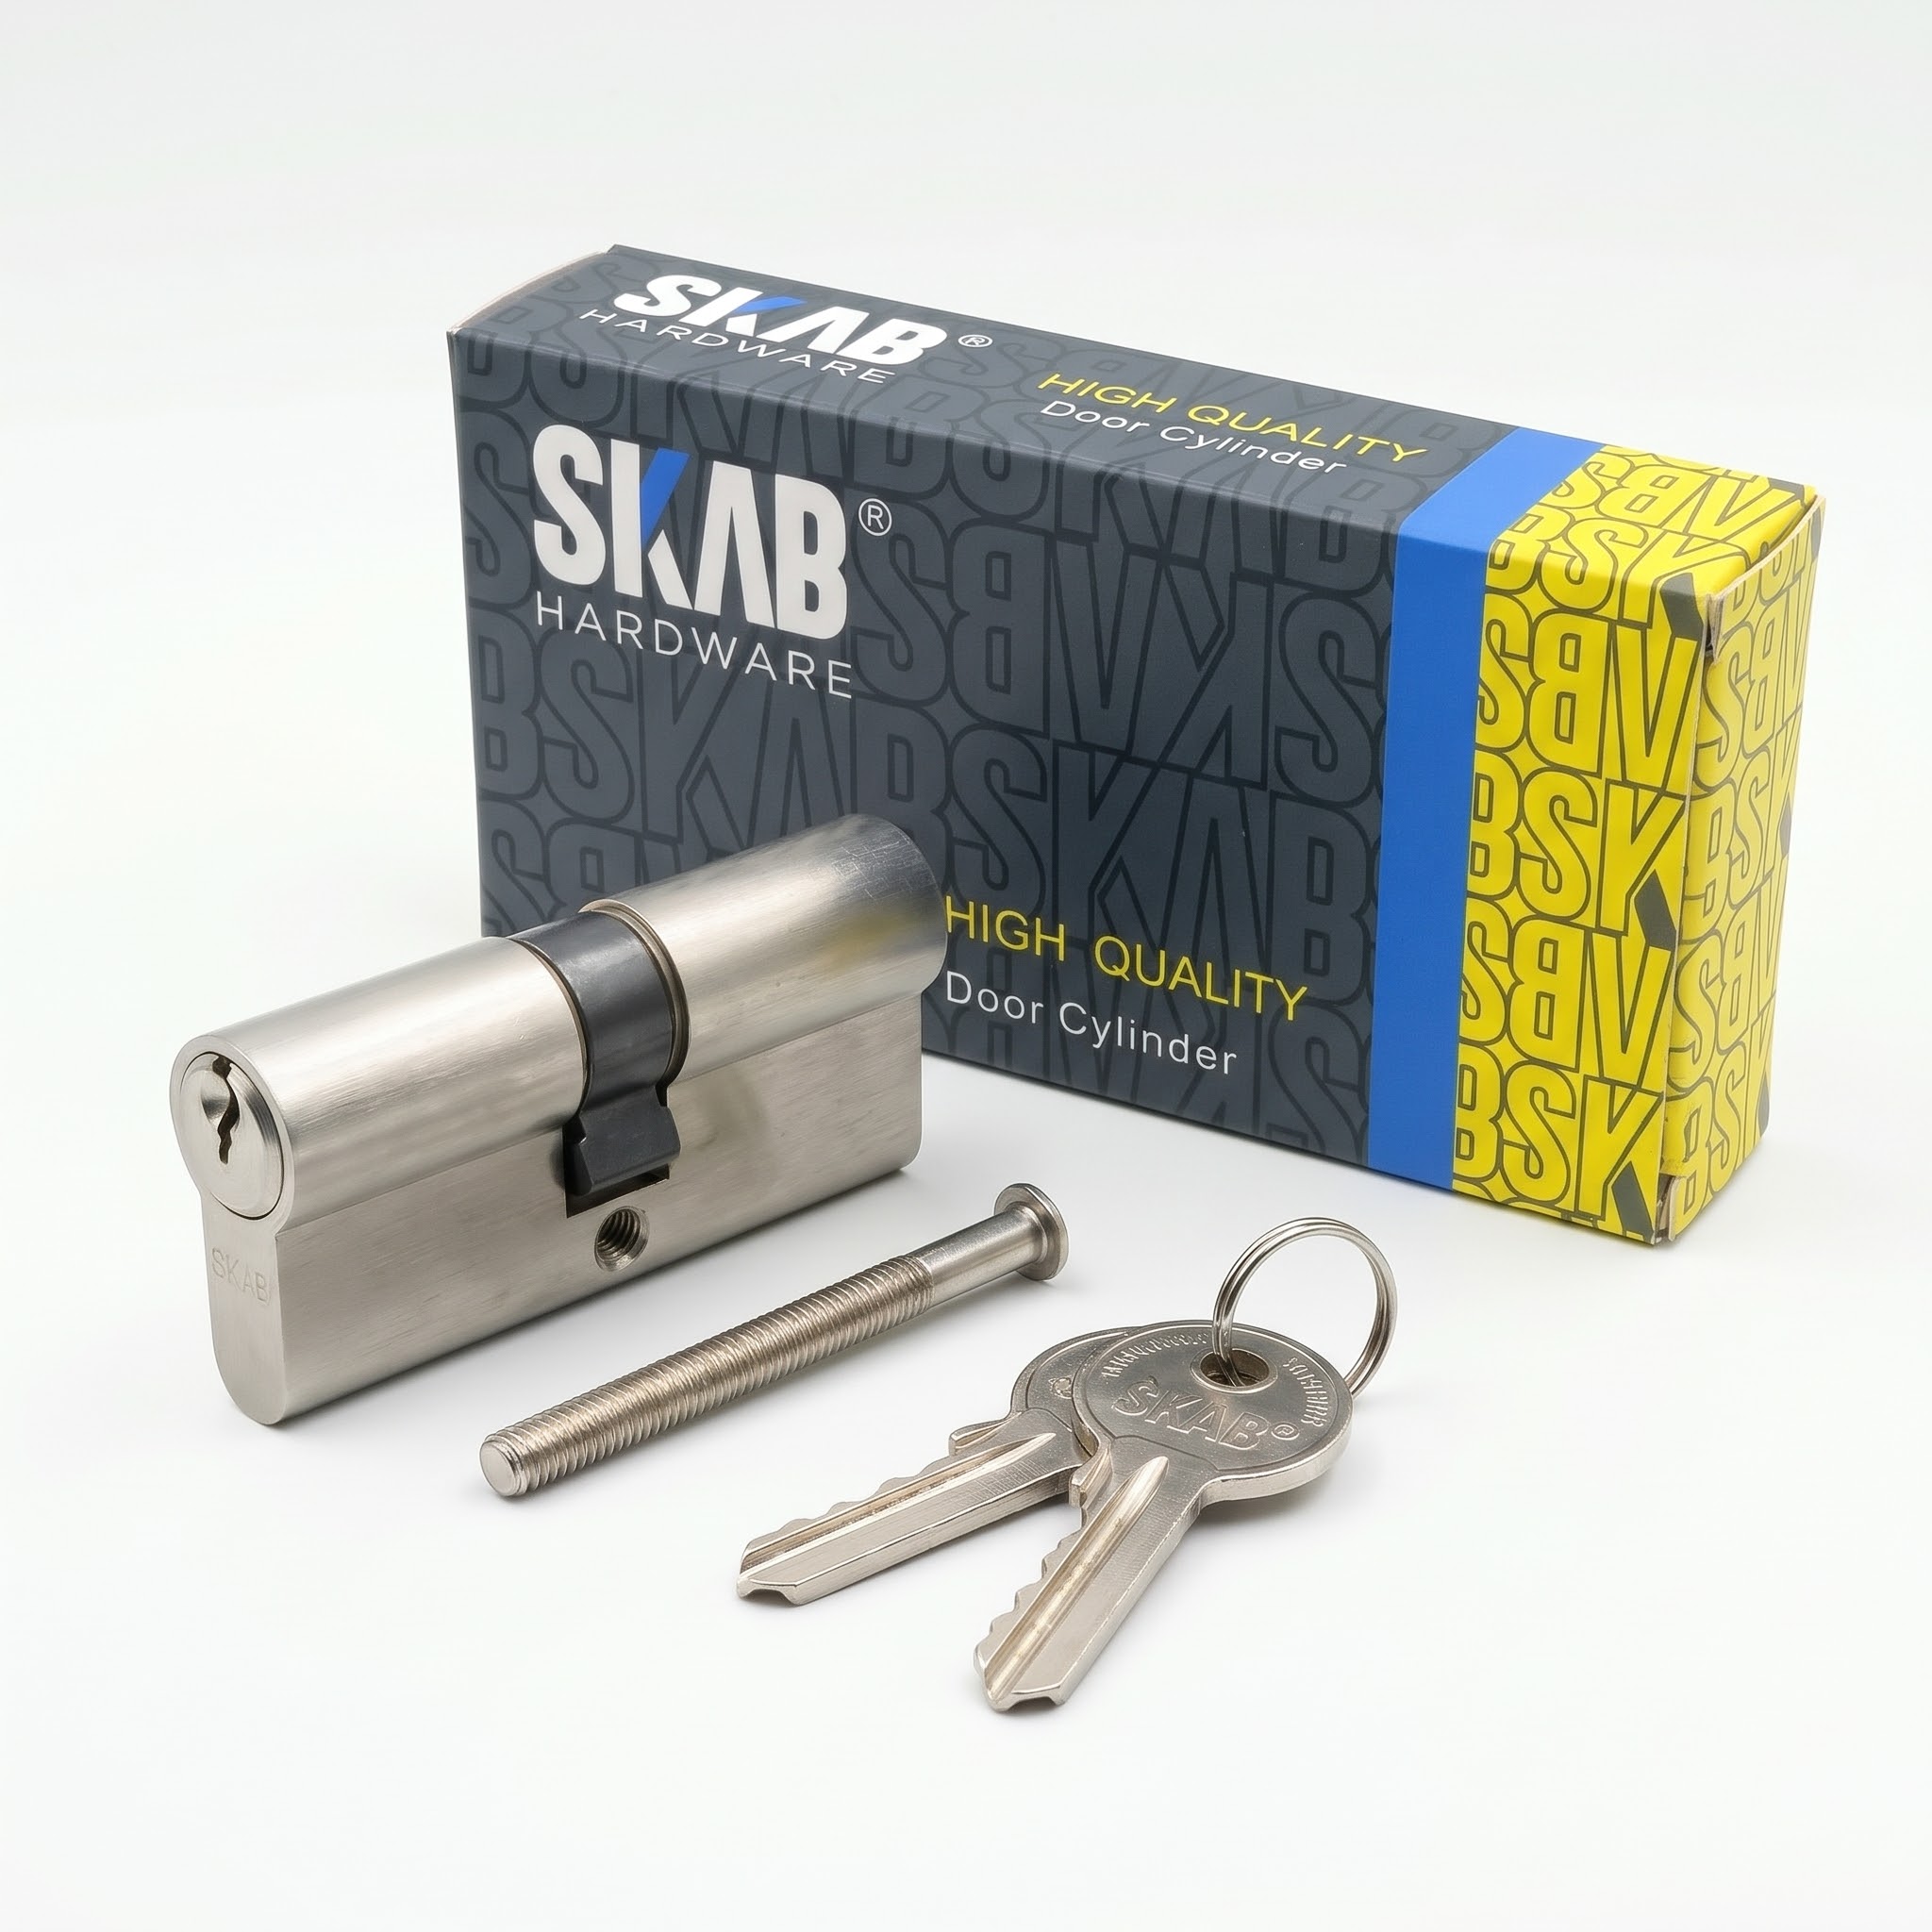 SKAB®
HARDWARE
HIGH QUALITY
Door Cylinder
SKAB®
HARDWARE
HIGH QUALITY
Door Cylinder
SKAB
SKAB®